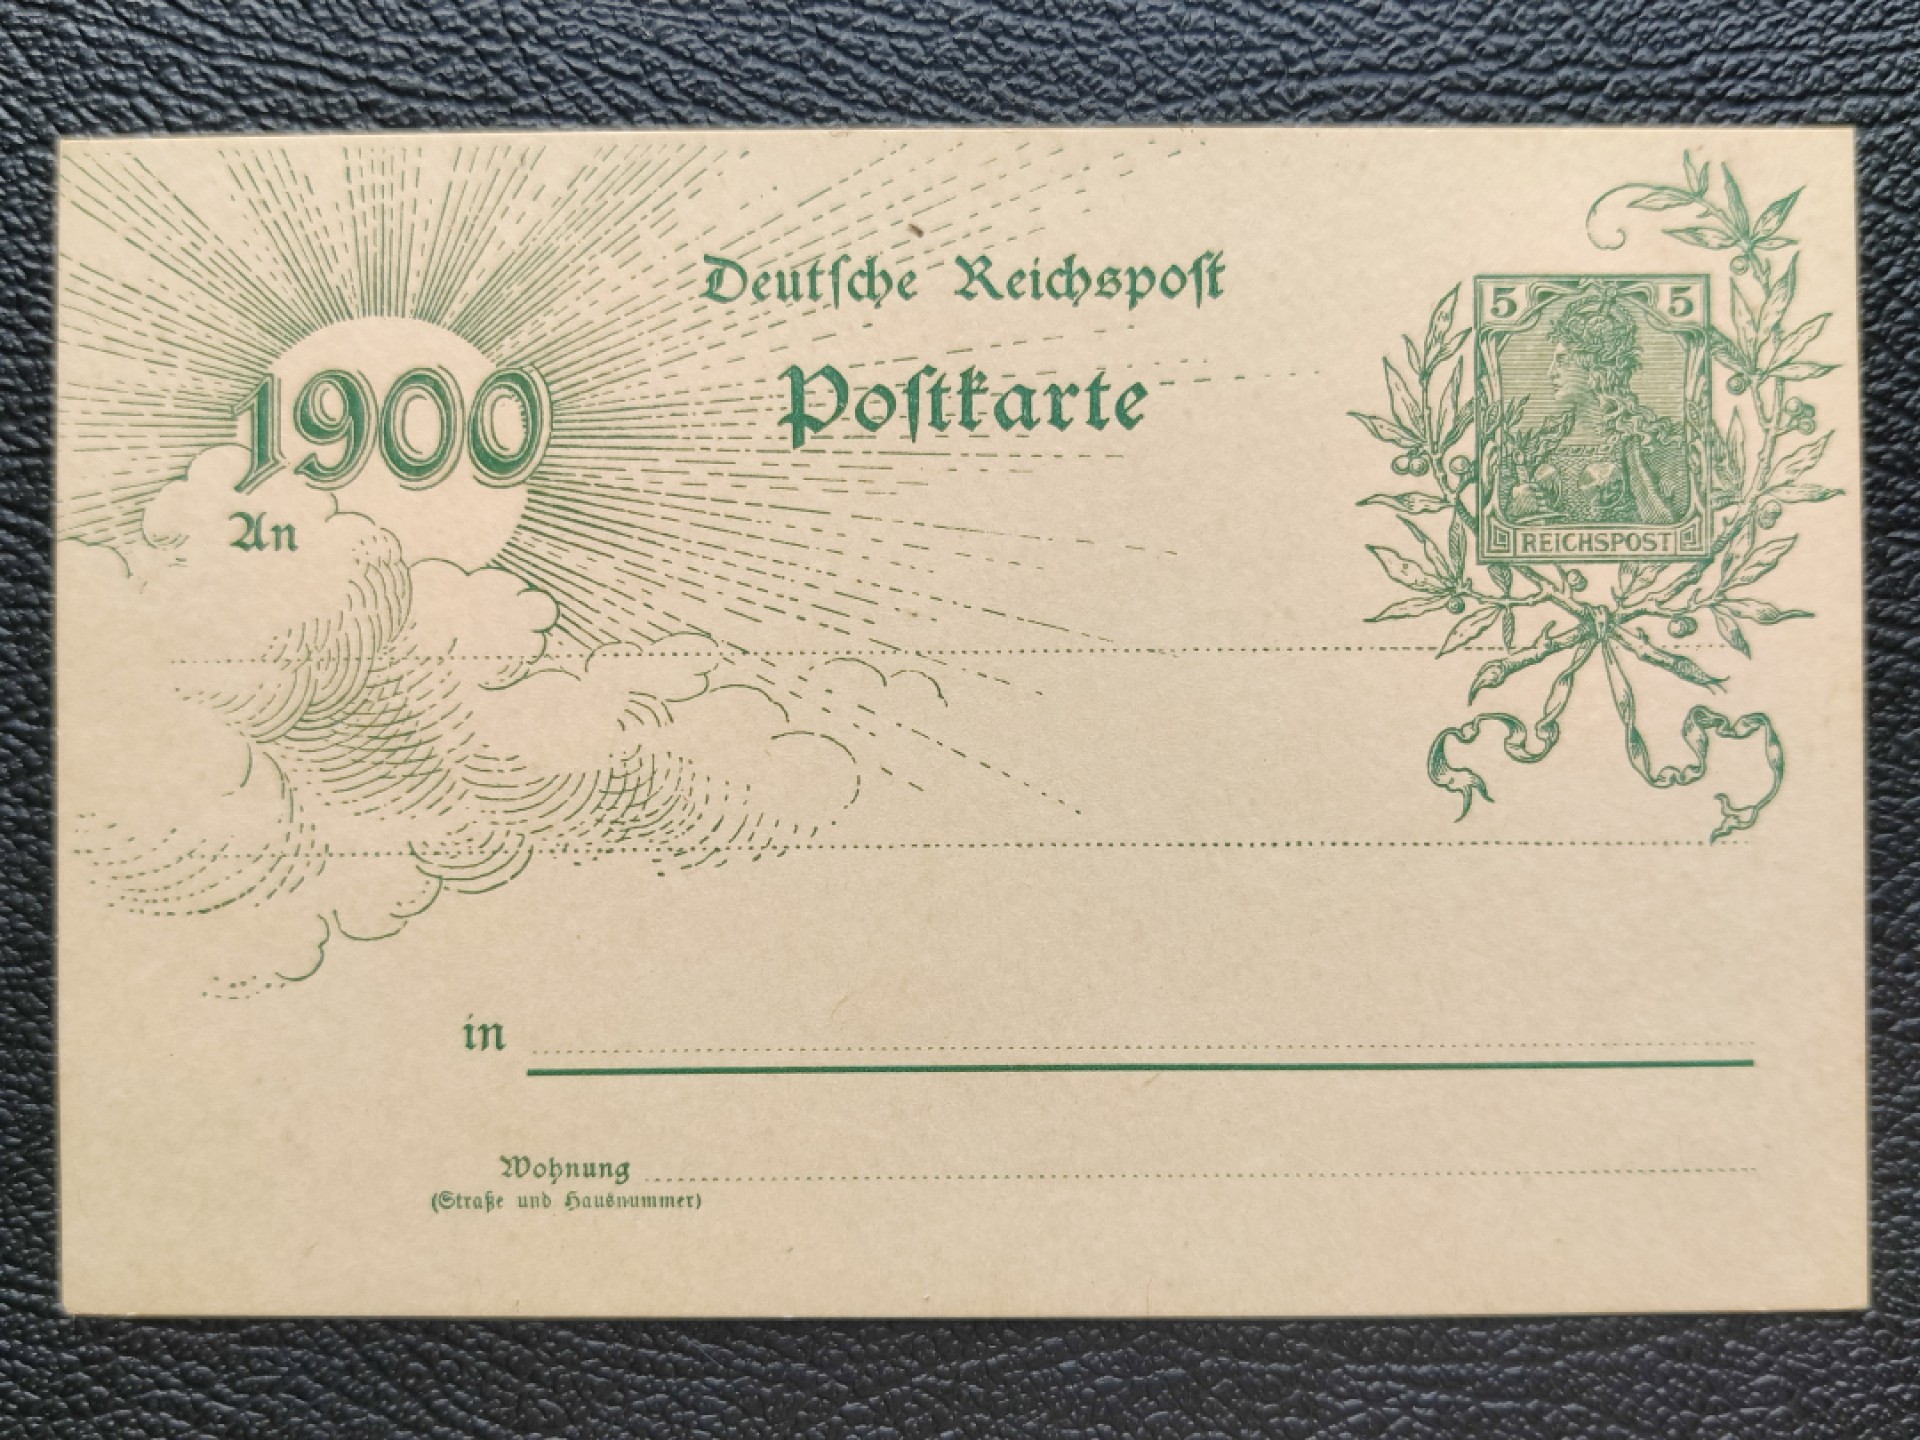 Deutſche Reichspoſt
5 5
Poſtkarte
1900
An
REICHSPOST
in
Wohnung
(Straße und Hausnummer)